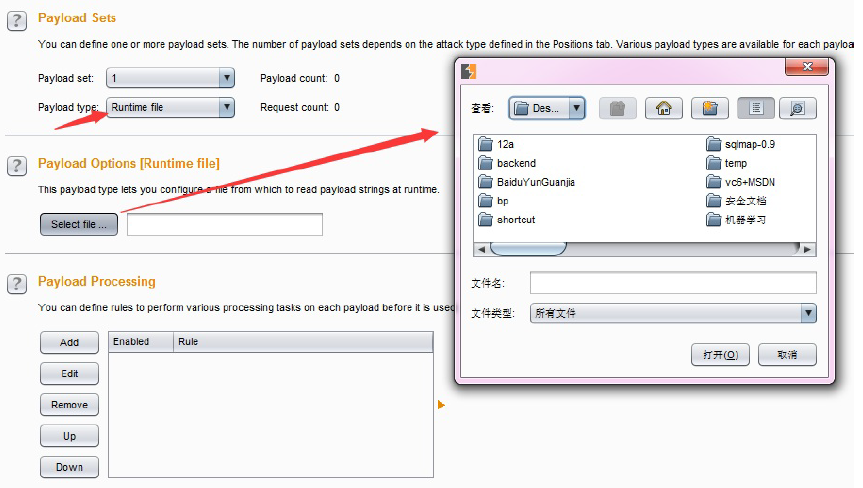 ?
Payload Sets
You can define one or more payload sets. The number of payload sets depends on the attack type defined in the Positions tab. Various payload types are available for each payloa
Payload set:
1
Payload count: 0
Payload type:
Runtime file
Request count: 0
?
Payload Options [Runtime file]
This payload type lets you configure a file from which to read payload strings at runtime.
Select file ...
?
Payload Processing
You can define rules to perform various processing tasks on each payload before it is used
Add
Edit
Remove
Up
Down
Enabled
Rule
查看:
Des...
12a
backend
BaiduYunGuanjia
bp
shortcut
sqlmap-0.9
temp
vc6+MSDN
安全文档
机器学习
文件名:
文件类型:
所有文件
打开(O)
取消